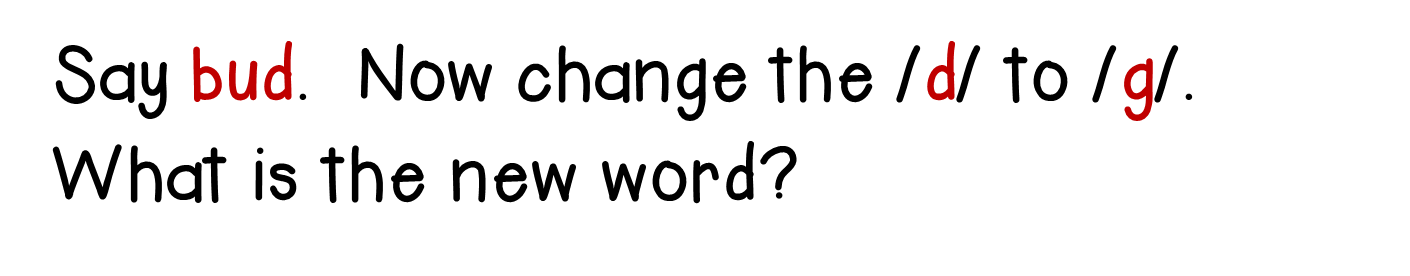 Say bud. Now change the /d/ to /g/.
What is the new word?